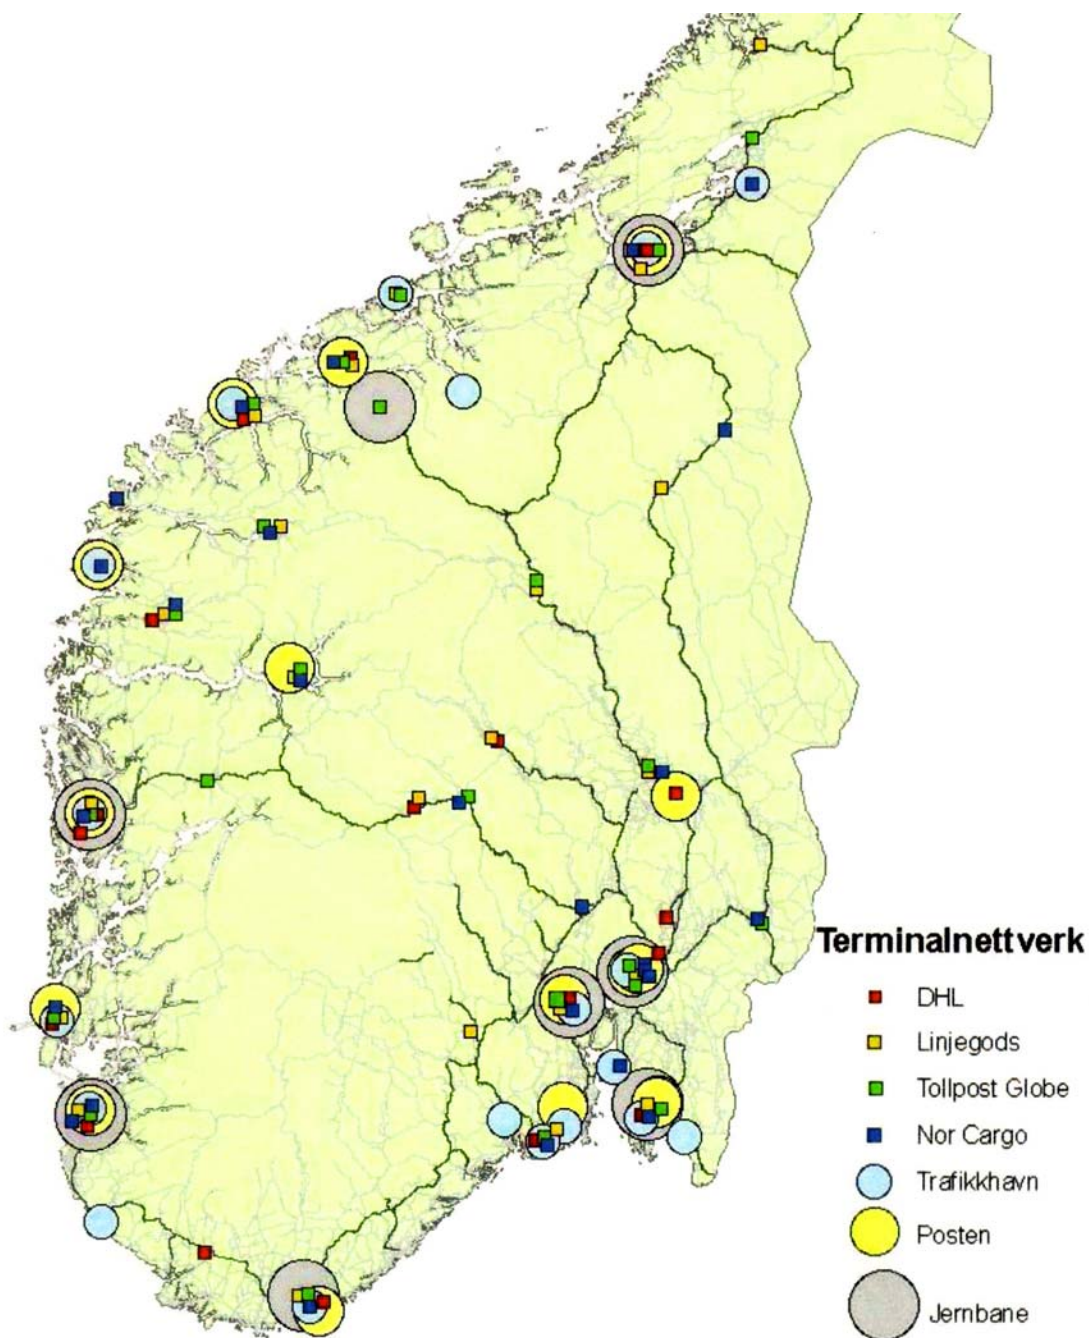 Terminalnettverk
DHL
Linjegods
Tollpost Globe
Nor Cargo
Trafikkhavn
Posten
Jernbane